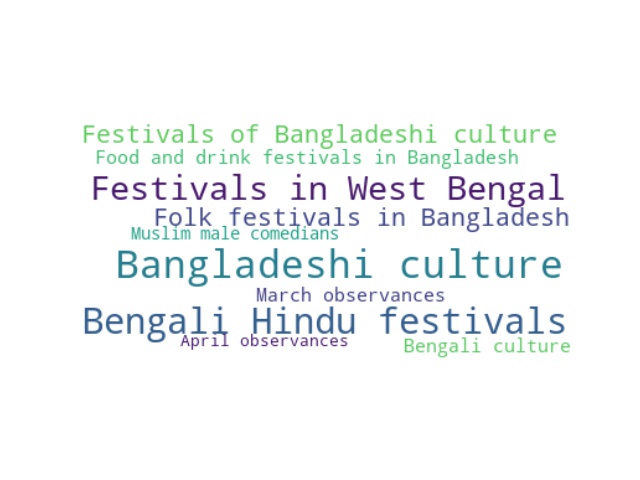 Festivals of Bangladeshi culture
Food and drink festivals in Bangladesh
Festivals in West Bengal
Folk festivals in Bangladesh
Muslim male comedians
Bangladeshi culture
March observances
Bengali Hindu festivals
April observances
Bengali culture